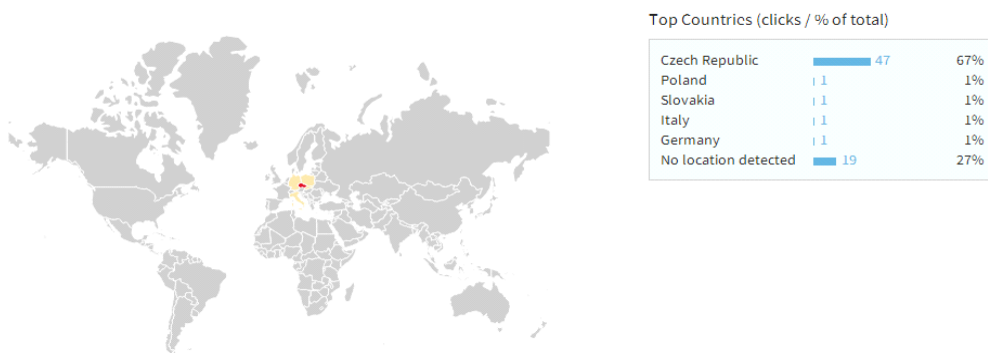 Top Countries (clicks / % of total)
Czech Republic 47 67%
Poland 1 1%
Slovakia 1 1%
Italy 1 1%
Germany 1 1%
No location detected 19 27%